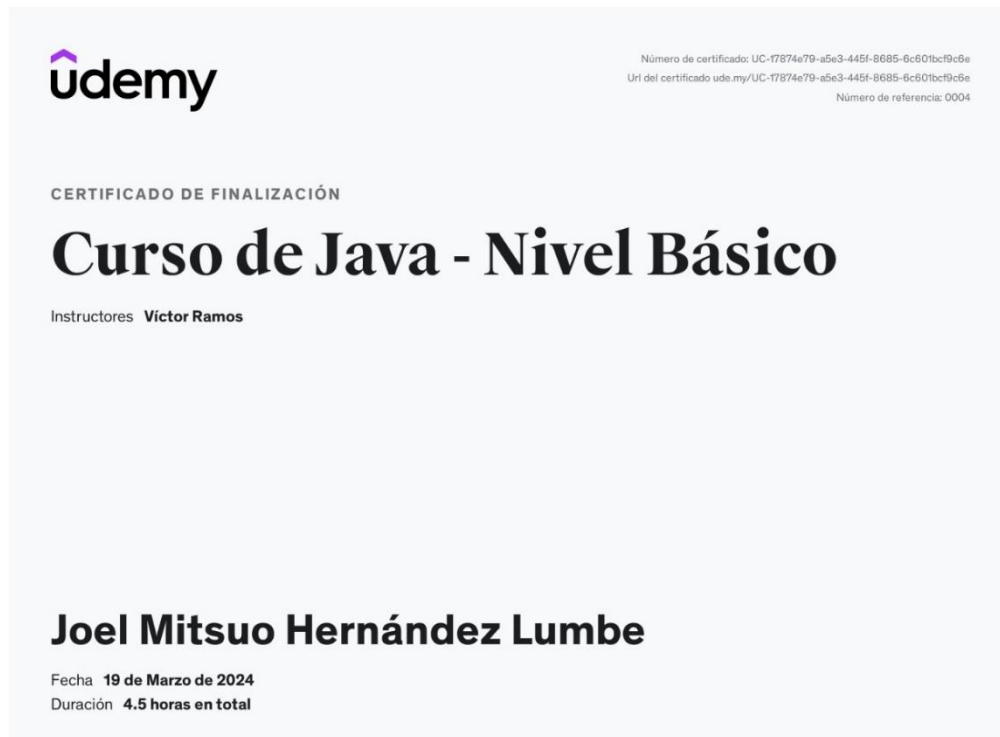 udemy
Número de certificado: UC-17874e79-a5e3-445f-8685-6c601bcf9c6e
Url del certificado ude.my/UC-17874e79-a5e3-445f-8685-6c601bcf9c6e
Número de referencia: 0004
CERTIFICADO DE FINALIZACIÓN
Curso de Java - Nivel Básico
Instructores Víctor Ramos
Joel Mitsuo Hernández Lumbe
Fecha 19 de Marzo de 2024
Duración 4.5 horas en total